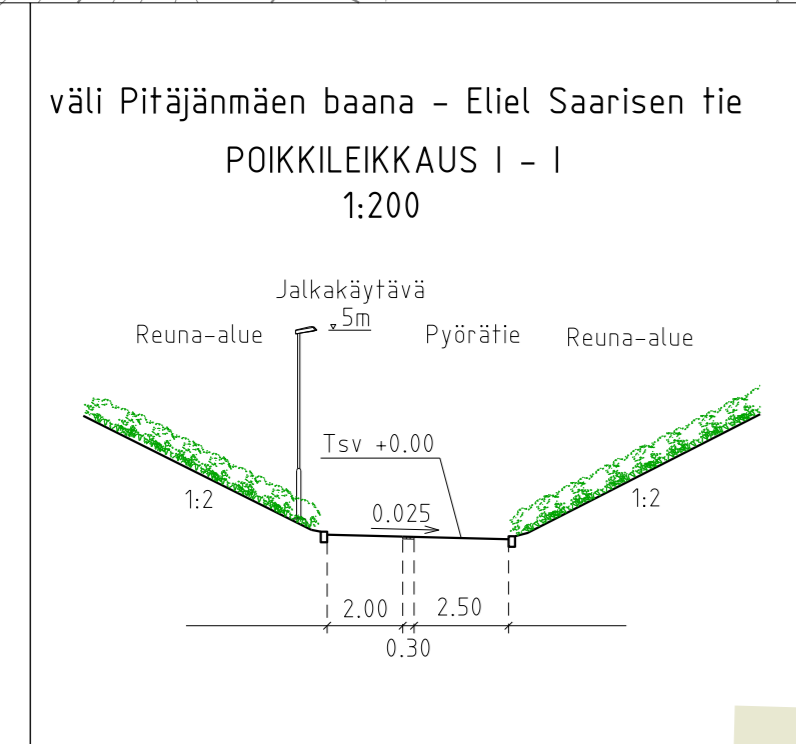 väli Pitäjänmäen baana - Eliel Saarisen tie
POIKKILEIKKAUS I - I
1:200
Jalkakäytävä
5m
Reuna-alue
Pyörätie
Reuna-alue
Tsv +0.00
1:2
0.025
1:2
2.00
2.50
0.30